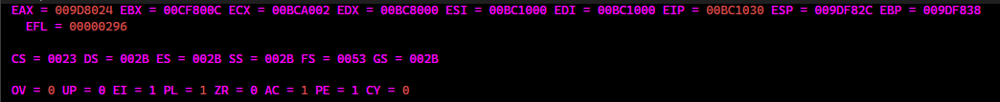 EAX = 009D8024 EBX = 00CF800C ECX = 00BCA002 EDX = 00BC8000 ESI = 00BC1000 EDI = 00BC1000 EIP = 00BC1030 ESP = 009DF82C EBP = 009DF838
EFL = 00000296
CS = 0023 DS = 002B ES = 002B SS = 002B FS = 0053 GS = 002B
OV = 0 UP = 0 EI = 1 PL = 1 ZR = 0 AC = 1 PE = 1 CY = 0